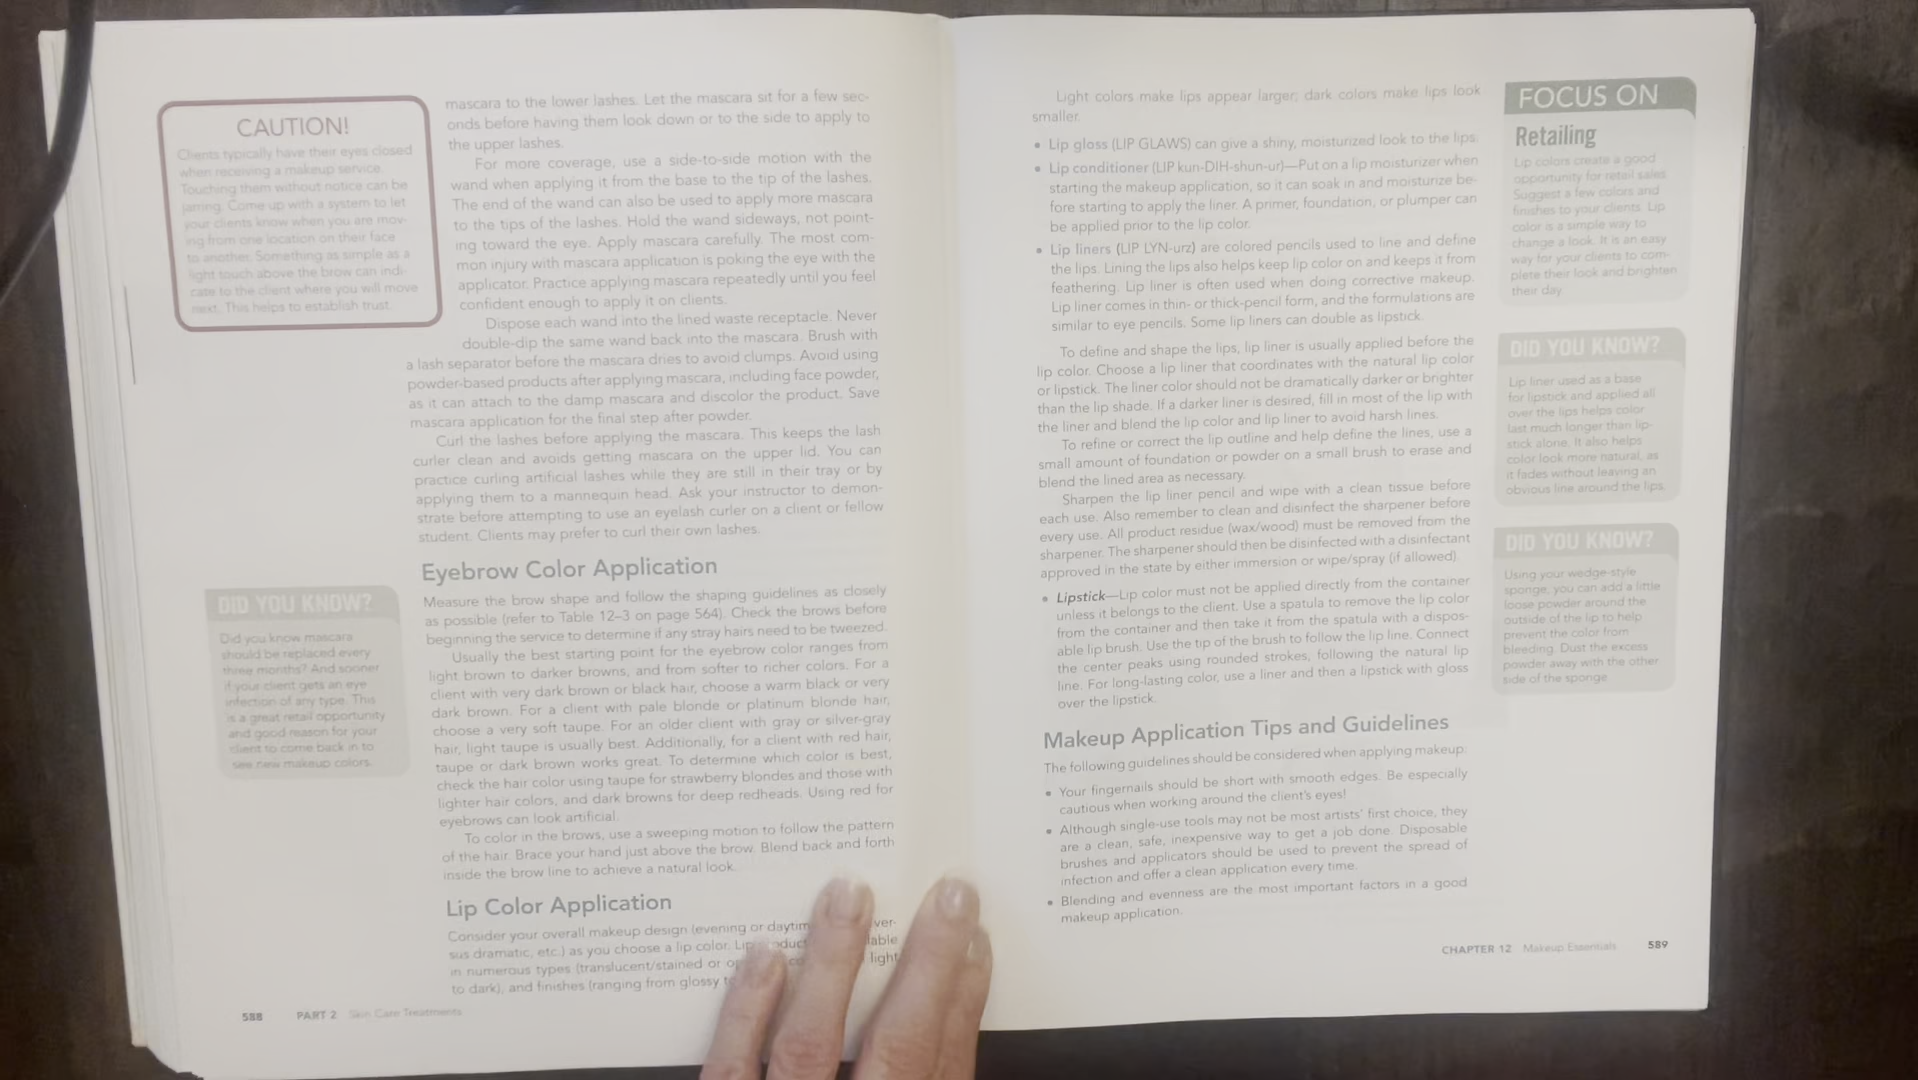 CAUTION!
Clients typically have their eyes closed
when receiving a makeup service.
Touching them without notice can be
jarring. Come up with a system to let
your clients know when you are mov-
ing from one location on their face
to another. Something as simple as a
light touch above the brow can indi-
cate to the client where you will move
next. This helps to establish trust.
DID YOU KNOW?
Did you know mascara
should be replaced every
three months? And sooner
if your client gets an eye
infection of any type. This
is a great retail opportunity
and good reason for your
client to come back in to
see new makeup colors.
mascara to the lower lashes. Let the mascara sit for a few sec-
onds before having them look down or to the side to apply to
the upper lashes.
For more coverage, use a side-to-side motion with the
wand when applying it from the base to the tip of the lashes.
The end of the wand can also be used to apply more mascara
to the tips of the lashes. Hold the wand sideways, not point-
ing toward the eye. Apply mascara carefully. The most com-
mon injury with mascara application is poking the eye with the
applicator. Practice applying mascara repeatedly until you feel
confident enough to apply it on clients.
Dispose each wand into the lined waste receptacle. Never
double-dip the same wand back into the mascara. Brush with
a lash separator before the mascara dries to avoid clumps. Avoid using
powder-based products after applying mascara, including face powder,
as it can attach to the damp mascara and discolor the product. Save
mascara application for the final step after powder.
Curl the lashes before applying the mascara. This keeps the lash
curler clean and avoids getting mascara on the upper lid. You can
practice curling artificial lashes while they are still in their tray or by
applying them to a mannequin head. Ask your instructor to demon-
strate before attempting to use an eyelash curler on a client or fellow
student. Clients may prefer to curl their own lashes.
Eyebrow Color Application
Measure the brow shape and follow the shaping guidelines as closely
as possible (refer to Table 12–3 on page 564). Check the brows before
beginning the service to determine if any stray hairs need to be tweezed.
Usually the best starting point for the eyebrow color ranges from
light brown to darker browns, and from softer to richer colors. For a
client with very dark brown or black hair, choose a warm black or very
dark brown. For a client with pale blonde or platinum blonde hair,
choose a very soft taupe. For an older client with gray or silver-gray
hair, light taupe is usually best. Additionally, for a client with red hair,
taupe or dark brown works great. To determine which color is best,
check the hair color using taupe for strawberry blondes and those with
lighter hair colors, and dark browns for deep redheads. Using red for
eyebrows can look artificial.
To color in the brows, use a sweeping motion to follow the pattern
of the hair. Brace your hand just above the brow. Blend back and forth
inside the brow line to achieve a natural look.
Lip Color Application
Consider your overall makeup design (evening or daytim ver-
sus dramatic, etc.) as you choose a lip color.
in numerous types (translucent/stained or light
to dark), and finishes (ranging from glossy
588 PART 2 Skin Care Treatments
Light colors make lips appear larger; dark colors make lips look
smaller.
• Lip gloss (LIP GLAWS) can give a shiny, moisturized look to the lips.
• Lip conditioner (LIP kun-DIH-shun-ur)—Put on a lip moisturizer when
starting the makeup application, so it can soak in and moisturize be-
fore starting to apply the liner. A primer, foundation, or plumper can
be applied prior to the lip color.
• Lip liners (LIP LYN-urz) are colored pencils used to line and define
the lips. Lining the lips also helps keep lip color on and keeps it from
feathering. Lip liner is often used when doing corrective makeup.
Lip liner comes in thin- or thick-pencil form, and the formulations are
similar to eye pencils. Some lip liners can double as lipstick.
To define and shape the lips, lip liner is usually applied before the
lip color. Choose a lip liner that coordinates with the natural lip color
or lipstick. The liner color should not be dramatically darker or brighter
than the lip shade. If a darker liner is desired, fill in most of the lip with
the liner and blend the lip color and lip liner to avoid harsh lines.
To refine or correct the lip outline and help define the lines, use a
small amount of foundation or powder on a small brush to erase and
blend the lined area as necessary.
Sharpen the lip liner pencil and wipe with a clean tissue before
each use. Also remember to clean and disinfect the sharpener before
every use. All product residue (wax/wood) must be removed from the
sharpener. The sharpener should then be disinfected with a disinfectant
approved in the state by either immersion or wipe/spray (if allowed).
• Lipstick—Lip color must not be applied directly from the container
unless it belongs to the client. Use a spatula to remove the lip color
from the container and then take it from the spatula with a dispos-
able lip brush. Use the tip of the brush to follow the lip line. Connect
the center peaks using rounded strokes, following the natural lip
line. For long-lasting color, use a liner and then a lipstick with gloss
over the lipstick.
Makeup Application Tips and Guidelines
The following guidelines should be considered when applying makeup:
• Your fingernails should be short with smooth edges. Be especially
cautious when working around the client's eyes!
• Although single-use tools may not be most artists' first choice, they
are a clean, safe, inexpensive way to get a job done. Disposable
brushes and applicators should be used to prevent the spread of
infection and offer a clean application every time.
• Blending and evenness are the most important factors in a good
makeup application.
FOCUS ON
Retailing
Lip colors create a good
opportunity for retail sales.
Suggest a few colors and
finishes to your clients. Lip
color is a simple way to
change a look. It is an easy
way for your clients to com-
plete their look and brighten
their day.
DID YOU KNOW?
Lip liner used as a base
for lipstick and applied all
over the lips helps color
last much longer than lip-
stick alone. It also helps
color look more natural, as
it fades without leaving an
obvious line around the lips.
DID YOU KNOW?
Using your wedge-style
sponge, you can add a little
loose powder around the
outside of the lip to help
prevent the color from
bleeding. Dust the excess
powder away with the other
side of the sponge.
CHAPTER 12 Makeup Essentials 589